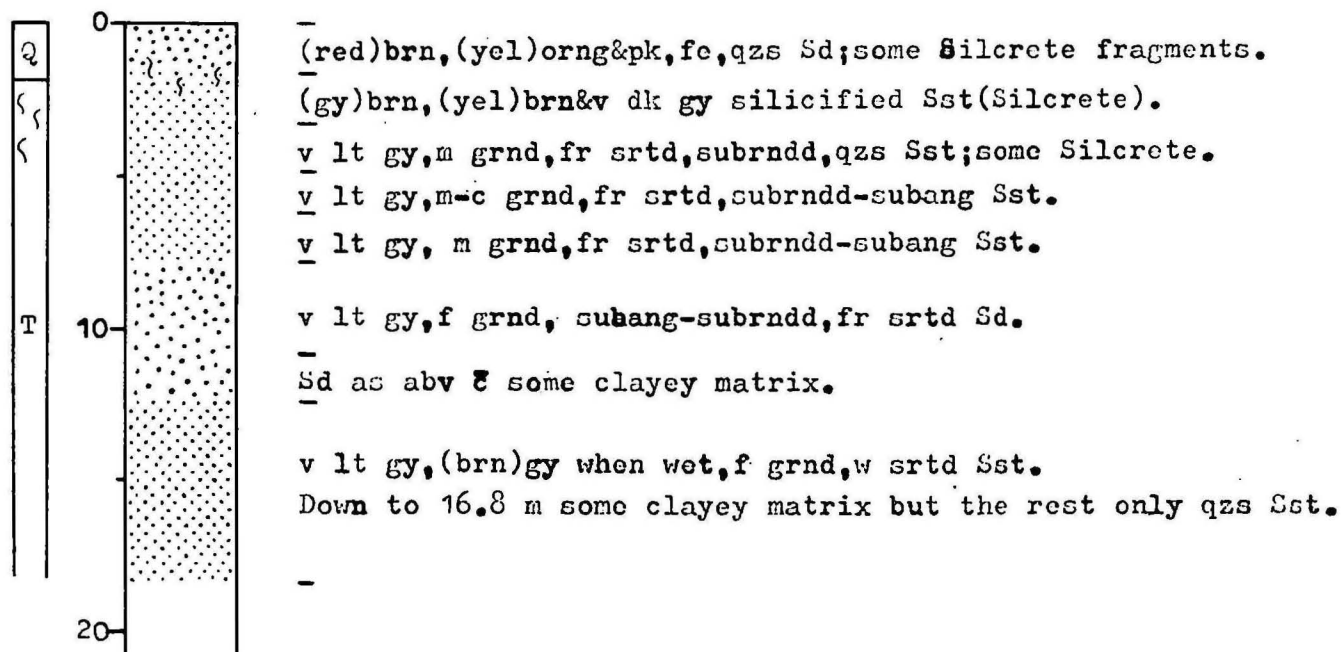 0
Q
(red)brn,(yel)orng&pk,fe,qzs Sd;some Silcrete fragments.
(gy)brn,(yel)brn&v dk gy silicified Sst(Silcrete).
v lt gy,m grnd,fr srtd,subrndd,qzs Sst;some Silcrete.
v lt gy,m-c grnd,fr srtd,subrndd-subang Sst.
v lt gy, m grnd,fr srtd,subrndd-subang Sst.
T
10
v lt gy,f grnd, subang-subrndd,fr srtd Sd.
Sd as abv c̄ some clayey matrix.
v lt gy,(brn)gy when wet,f grnd,w srtd Sst.
Down to 16.8 m some clayey matrix but the rest only qzs Sst.
20